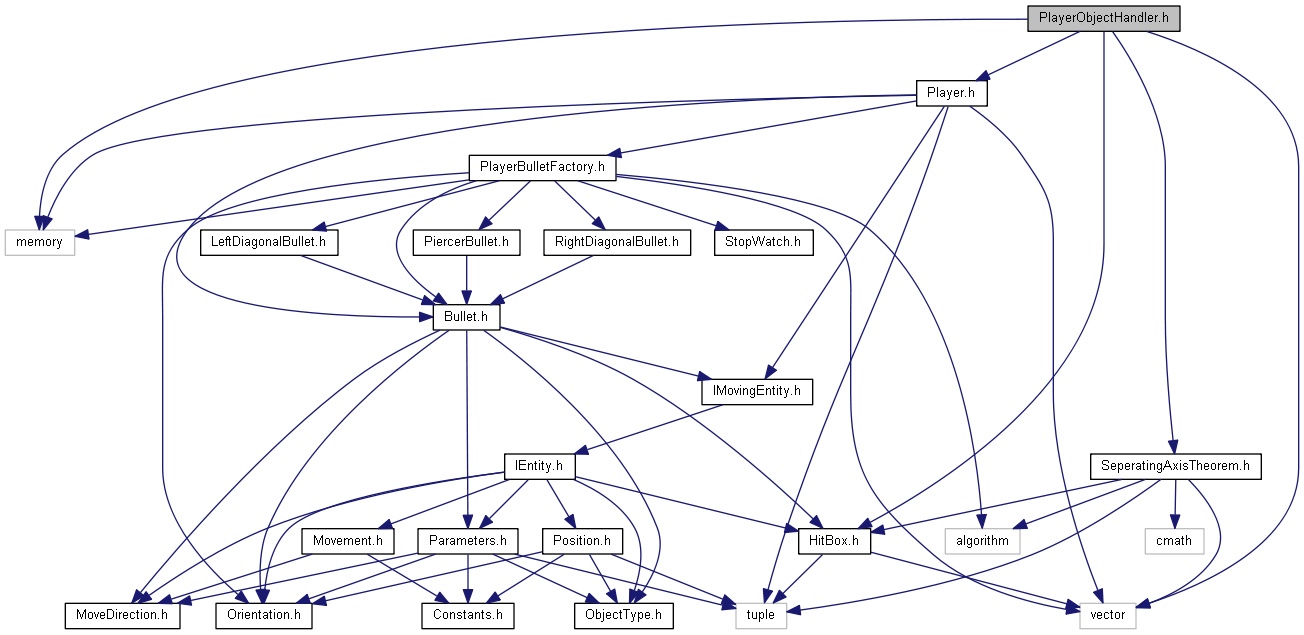 PlayerObjectHandler.h
Player.h
PlayerBulletFactory.h
memory
LeftDiagonalBullet.h
PiercerBullet.h
RightDiagonalBullet.h
StopWatch.h
Bullet.h
IMovingEntity.h
IEntity.h
SeperatingAxisTheorem.h
Movement.h
Parameters.h
Position.h
HitBox.h
algorithm
cmath
MoveDirection.h
Orientation.h
Constants.h
ObjectType.h
tuple
vector